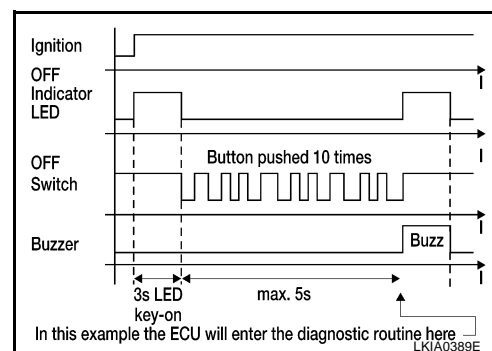 Ignition
OFF
Indicator
LED
I
Button pushed 10 times
OFF
Switch
I
Buzzer
Buzz
I
I
3s LED
key-on
max. 5s
In this example the ECU will enter the diagnostic routine here
LKIA0389E